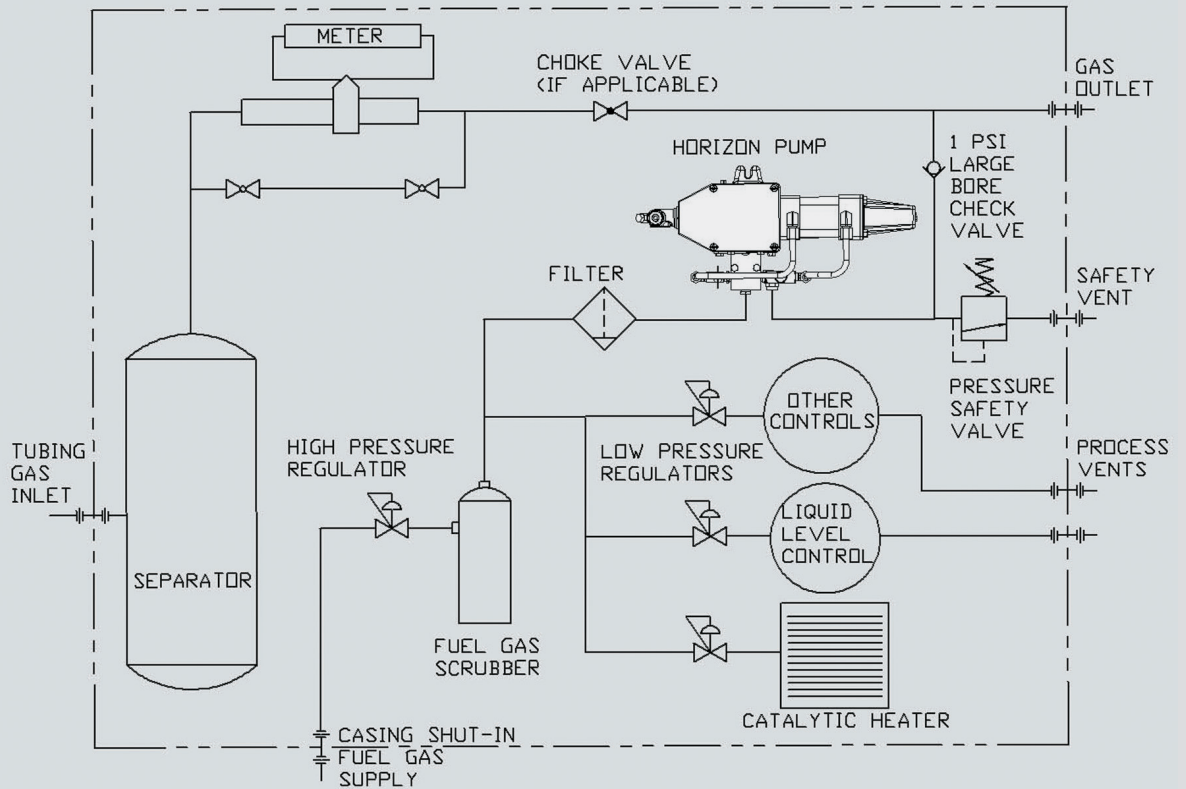 METER
CHOKE VALVE
(IF APPLICABLE)
GAS
OUTLET
HORIZON PUMP
1 PSI
LARGE
BORE
CHECK
VALVE
FILTER
SAFETY
VENT
PRESSURE
SAFETY
VALVE
OTHER
CONTROLS
TUBING
GAS
INLET
HIGH PRESSURE
REGULATOR
LOW PRESSURE
REGULATORS
PROCESS
VENTS
LIQUID
LEVEL
CONTROL
SEPARATOR
FUEL GAS
SCRUBBER
CATALYTIC HEATER
CASING SHUT-IN
FUEL GAS
SUPPLY